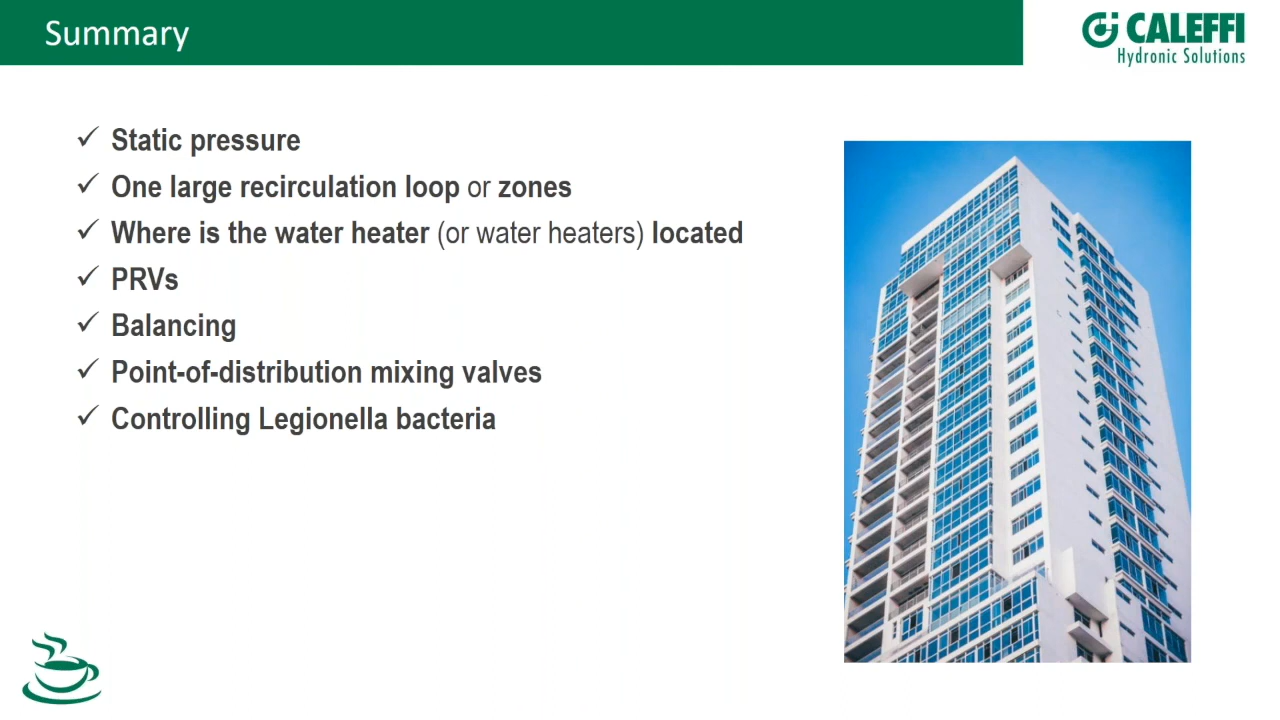 Summary
CALEFFI
Hydronic Solutions
✓ Static pressure
✓ One large recirculation loop or zones
✓ Where is the water heater (or water heaters) located
✓ PRVs
✓ Balancing
✓ Point-of-distribution mixing valves
✓ Controlling Legionella bacteria